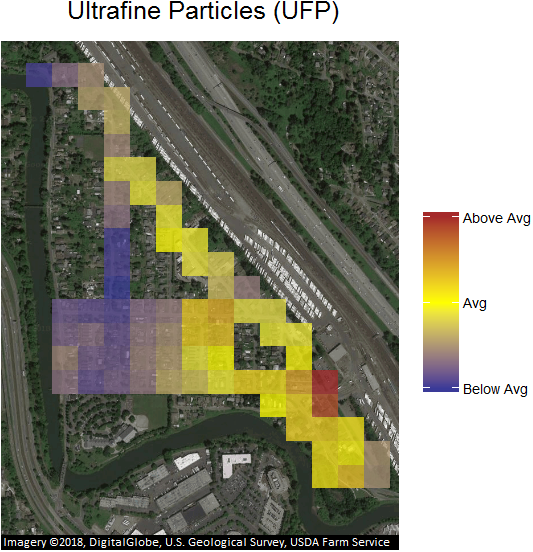 Ultrafine Particles (UFP)
Above Avg
Avg
Below Avg
Imagery ©2018, DigitalGlobe, U.S. Geological Survey, USDA Farm Service